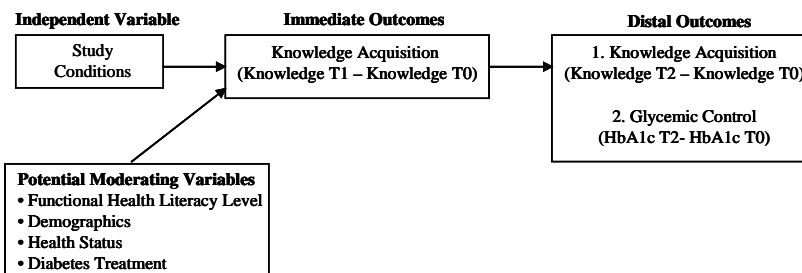 Independent Variable
Study
Conditions
Immediate Outcomes
Knowledge Acquisition
(Knowledge T1 – Knowledge T0)
Distal Outcomes
1. Knowledge Acquisition
(Knowledge T2 – Knowledge T0)
2. Glycemic Control
(HbA1c T2- HbA1c T0)
Potential Moderating Variables
• Functional Health Literacy Level
• Demographics
• Health Status
• Diabetes Treatment